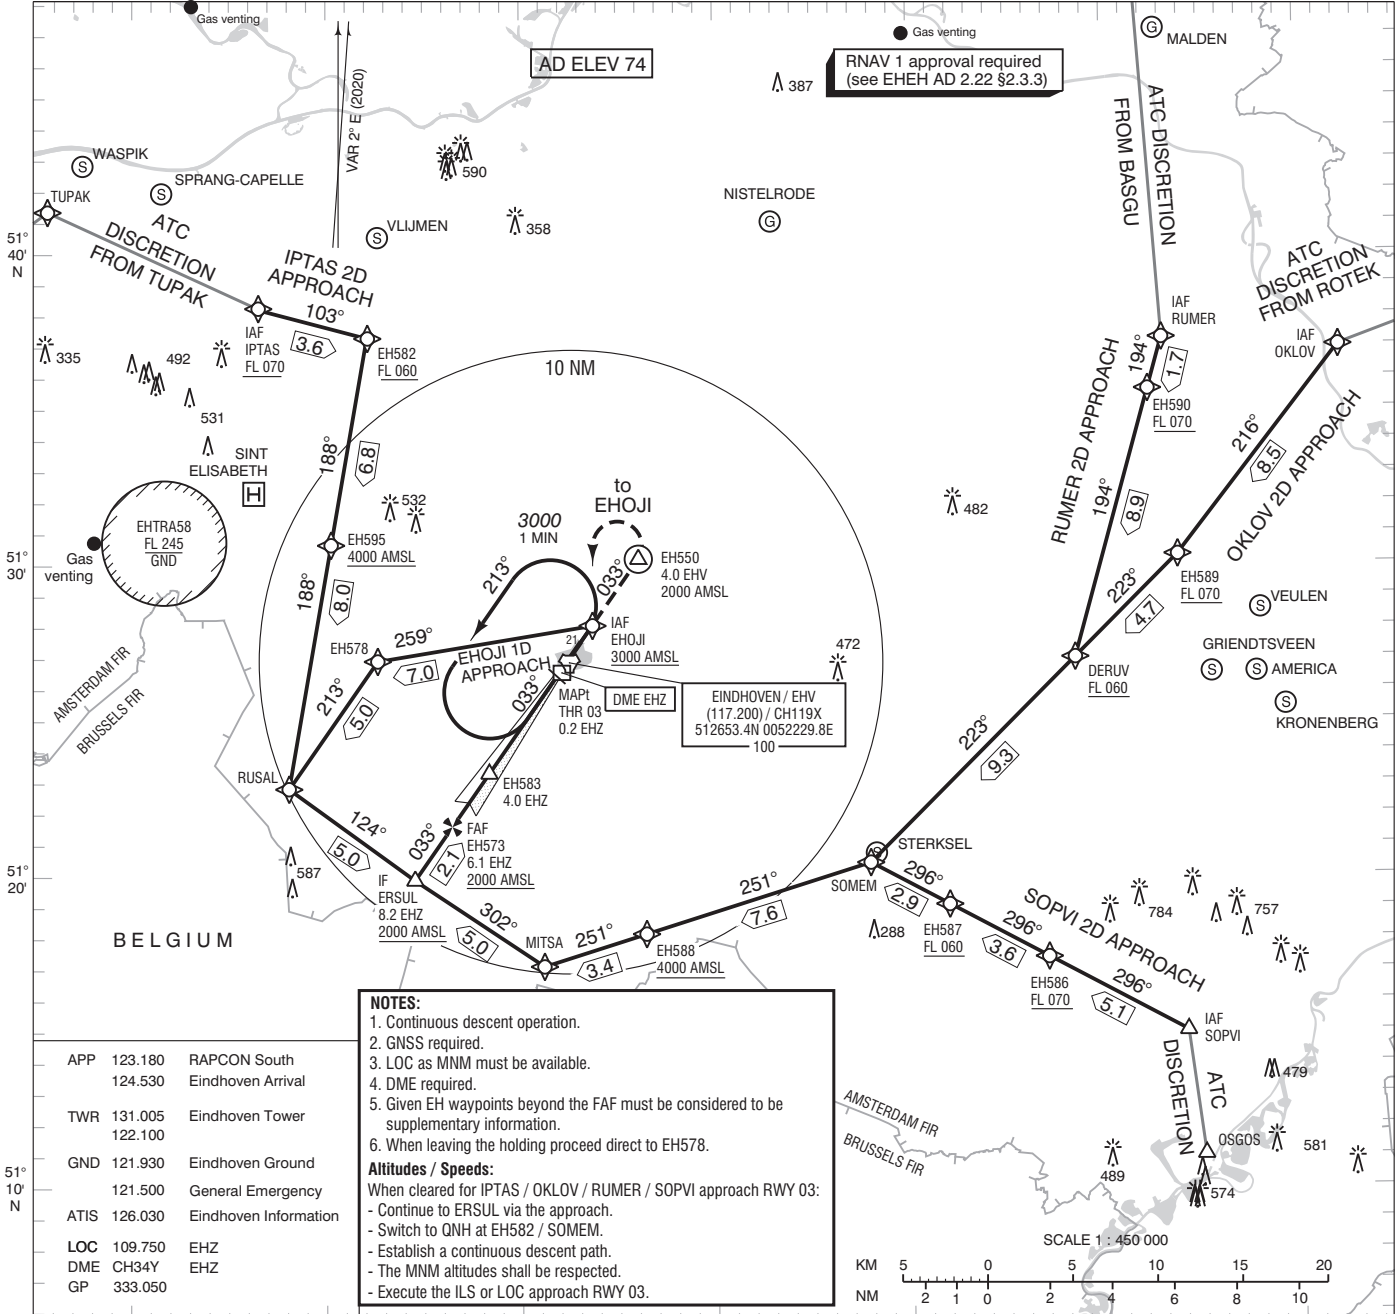 Gas venting
AD ELEV 74
Gas venting
RNAV 1 approval required
(see EHEH AD 2.22 §2.3.3)
MALDEN
VAR 2° E (2020)
387
ATC DISCRETION
FROM BASGU
WASPIK
SPRANG-CAPELLE
590
TUPAK
NISTELRODE
VLIJMEN
358
51°
40'
N
ATC
DISCRETION
FROM TUPAK
IPTAS 2D
APPROACH
103°
3.6
ATC
DISCRETION
FROM ROTEK
IAF
RUMER
IAF
OKLOV
IAF
IPTAS
FL 070
EH582
FL 060
335
492
531
10 NM
194°
1.7
EH590
FL 070
RUMER 2D APPROACH
216°
8.5
OKLOV 2D APPROACH
SINT
ELISABETH
H
188°
6.8
532
to
EHOJI
482
194°
8.9
EHTRA58
FL 245
GND
Gas
venting
51°
30'
EH595
4000 AMSL
3000
1 MIN
213°
033°
EH550
4.0 EHV
2000 AMSL
EH589
FL 070
223°
4.7
VEULEN
188°
8.0
GRIENDTSVEEN
AMERICA
KRONENBERG
EH578
259°
7.0
IAF
EHOJI
3000 AMSL
21
EHOJI 1D
APPROACH
472
DERUV
FL 060
AMSTERDAM FIR
BRUSSELS FIR
213°
5.0
033°
MAPt
THR 03
0.2 EHZ
DME EHZ
EINDHOVEN / EHV
(117.200) / CH119X
512653.4N 0052229.8E
100
223°
9.3
RUSAL
EH583
4.0 EHZ
124°
5.0
033°
2.1
FAF
EH573
6.1 EHZ
2000 AMSL
STERKSEL
SOMEM
587
51°
20'
IF
ERSUL
8.2 EHZ
2000 AMSL
302°
5.0
251°
7.6
296°
2.9
EH587
FL 060
SOPVI 2D APPROACH
784
757
288
BELGIUM
MITSA
251°
3.4
EH588
4000 AMSL
296°
3.6
EH586
FL 070
296°
5.1
IAF
SOPVI
NOTES:
1. Continuous descent operation.
2. GNSS required.
3. LOC as MNM must be available.
4. DME required.
5. Given EH waypoints beyond the FAF must be considered to be
supplementary information.
6. When leaving the holding proceed direct to EH578.
Altitudes / Speeds:
When cleared for IPTAS / OKLOV / RUMER / SOPVI approach RWY 03:
- Continue to ERSUL via the approach.
- Switch to QNH at EH582 / SOMEM.
- Establish a continuous descent path.
- The MNM altitudes shall be respected.
- Execute the ILS or LOC approach RWY 03.
APP 123.180 RAPCON South
124.530 Eindhoven Arrival
TWR 131.005 Eindhoven Tower
122.100
GND 121.930 Eindhoven Ground
121.500 General Emergency
ATIS 126.030 Eindhoven Information
LOC 109.750 EHZ
DME CH34Y EHZ
GP 333.050
ATC
DISCRETION
479
AMSTERDAM FIR
BRUSSELS FIR
OSGOS
581
489
574
51°
10'
N
SCALE 1 : 450 000
KM 5 0 5 10 15 20
NM 2 1 0 2 4 6 8 10
S
S
S
G
G
S
S
S
S
S